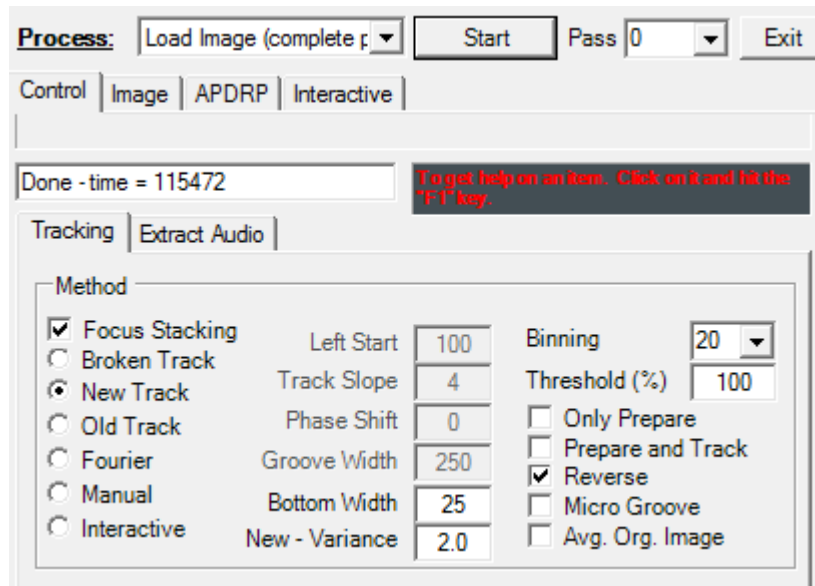 Process: Load Image (complete p Start Pass 0 Exit
Control Image APDRP Interactive
Done - time = 115472
To get help on an item. Click on it and hit the
"F1" key.
Tracking Extract Audio
Method
Focus Stacking
Broken Track
New Track
Old Track
Fourier
Manual
Interactive
Left Start 100
Track Slope 4
Phase Shift 0
Groove Width 250
Bottom Width 25
New - Variance 2.0
Binning 20
Threshold (%) 100
Only Prepare
Prepare and Track
Reverse
Micro Groove
Avg. Org. Image